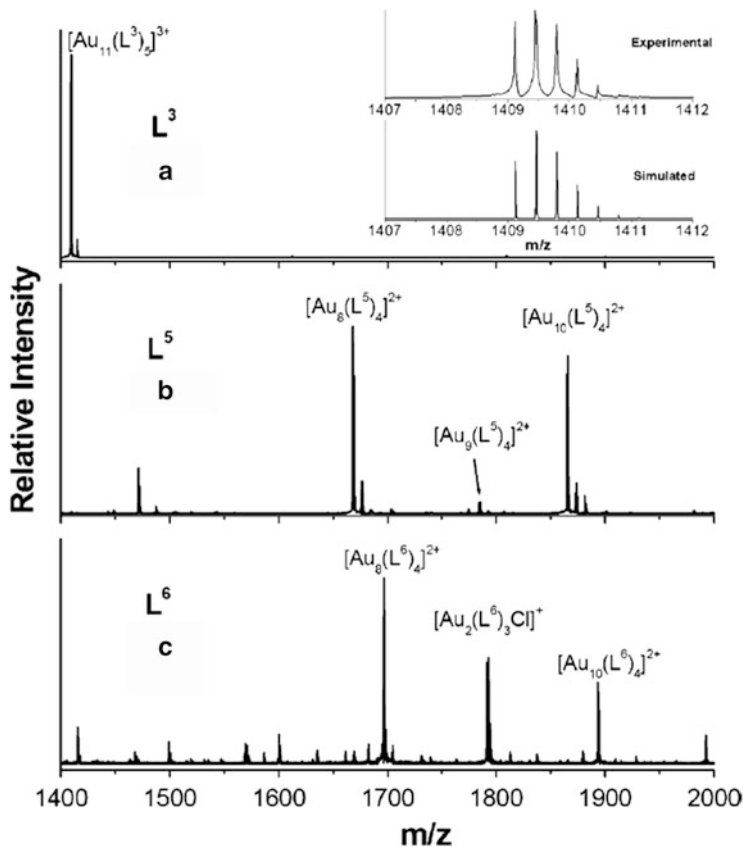 [Au₁₁(L³)₅]³⁺
L³
a
Experimental
1407 1408 1409 1410 1411 1412
Simulated
1407 1408 1409 1410 1411 1412
m/z
Relative Intensity
[Au₈(L⁵)₄]²⁺
[Au₁₀(L⁵)₄]²⁺
L⁵
b
[Au₉(L⁵)₄]²⁺
[Au₈(L⁶)₄]²⁺
L⁶
[Au₂(L⁶)₃Cl]⁺
c
[Au₁₀(L⁶)₄]²⁺
1400 1500 1600 1700 1800 1900 2000
m/z